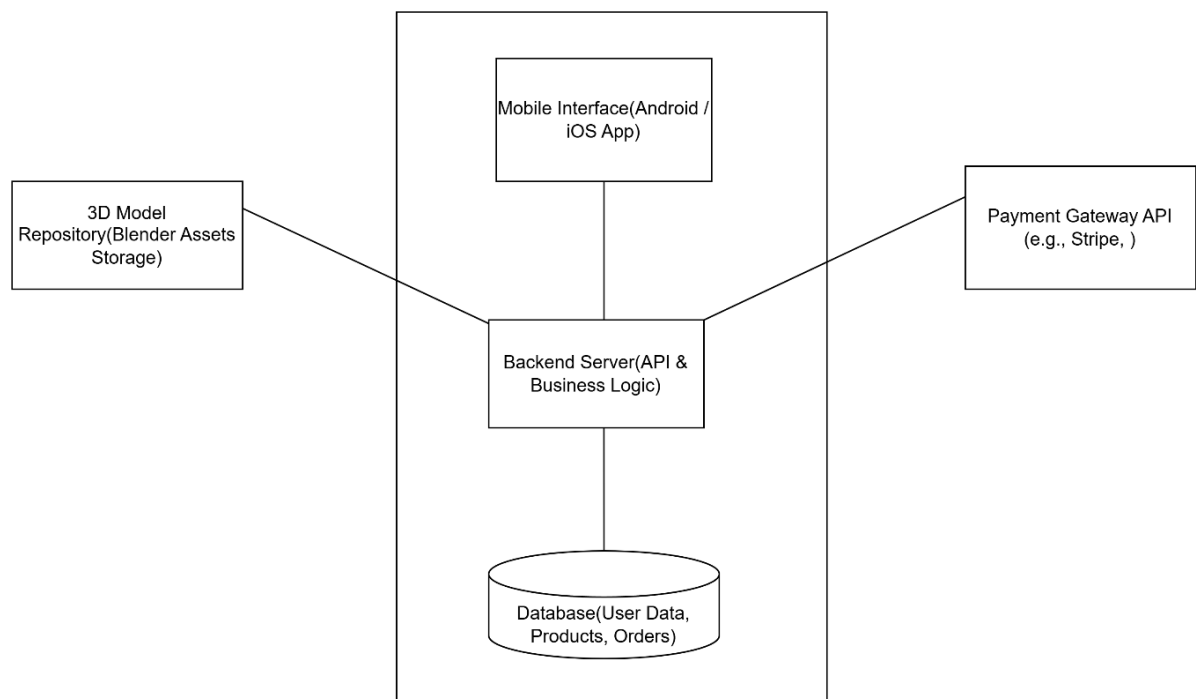 Mobile Interface(Android /
iOS App)
3D Model
Repository(Blender Assets
Storage)
Payment Gateway API
(e.g., Stripe, )
Backend Server(API &
Business Logic)
Database(User Data,
Products, Orders)